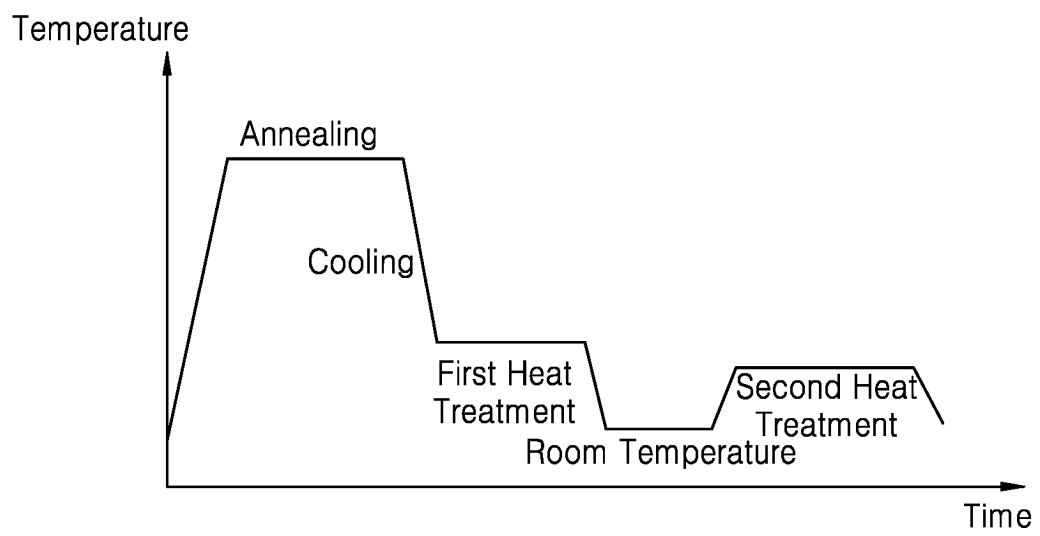 Temperature
Annealing
Cooling
First Heat
Treatment
Second Heat
Treatment
Room Temperature
Time